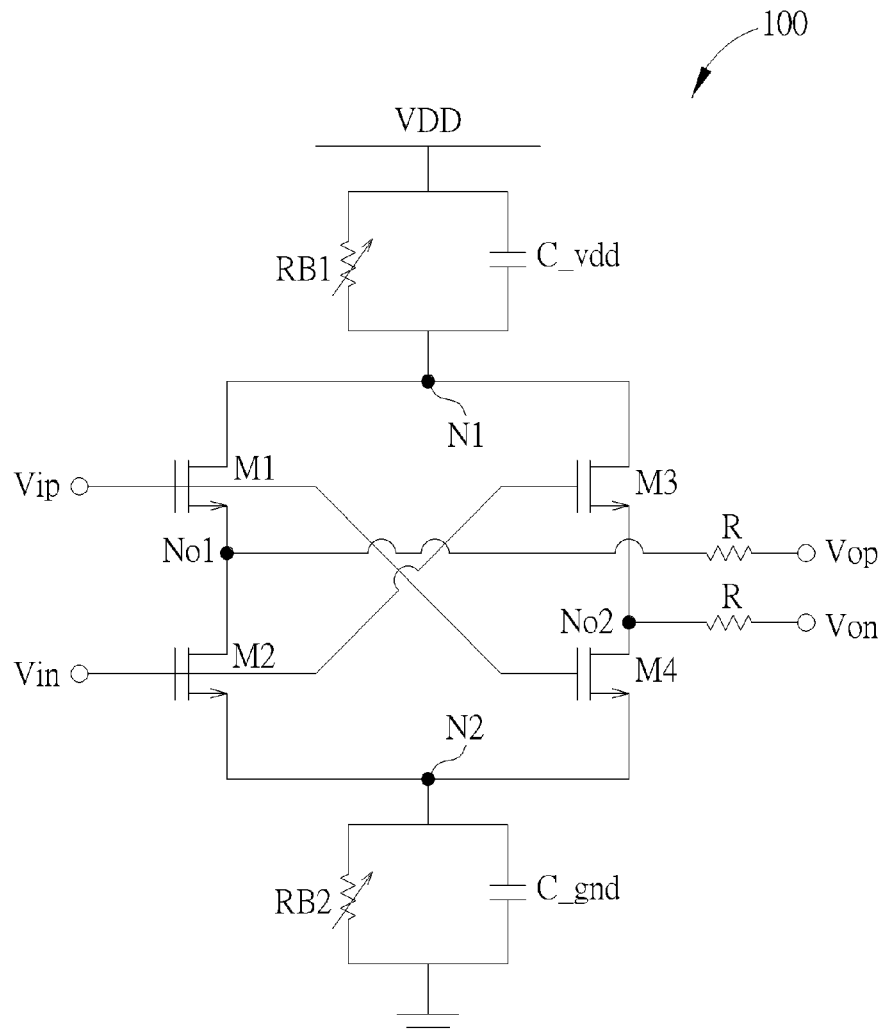 100
VDD
RB1
C_vdd
N1
Vip
M1
M3
No1
R
Vop
R
No2
Von
Vin
M2
M4
N2
RB2
C_gnd